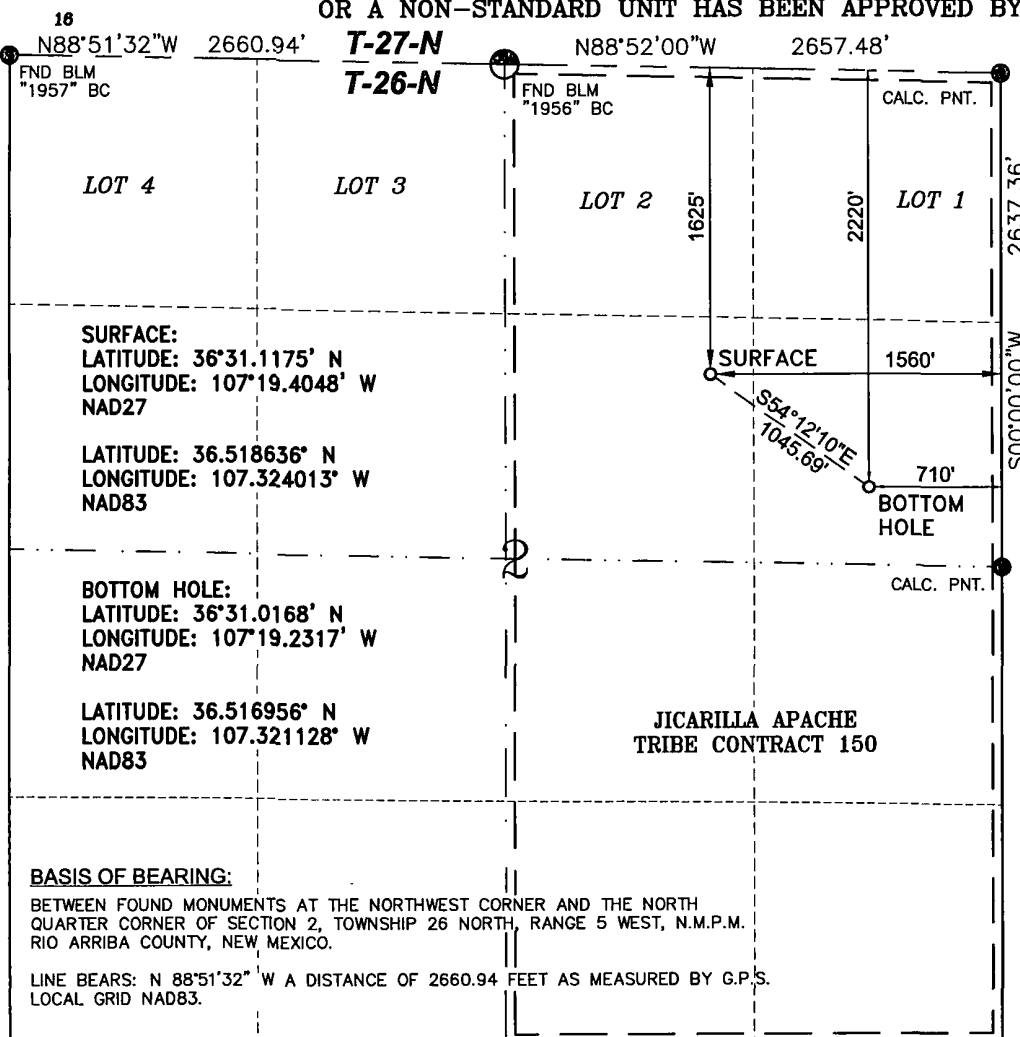 OR A NON-STANDARD UNIT HAS BEEN APPROVED BY
16
N88°51'32"W 2660.94' T-27-N N88°52'00"W 2657.48'
T-26-N
FND BLM
"1957" BC
FND BLM
"1956" BC
CALC. PNT.
LOT 4
LOT 3
LOT 2
LOT 1
1625'
2220'
2637.36'
S00°00'00"W
SURFACE:
LATITUDE: 36°31.1175' N
LONGITUDE: 107°19.4048' W
NAD27
LATITUDE: 36.518636° N
LONGITUDE: 107.324013° W
NAD83
SURFACE
1560'
S54°12'10"E
1045.69'
710'
BOTTOM
HOLE
2
CALC. PNT.
BOTTOM HOLE:
LATITUDE: 36°31.0168' N
LONGITUDE: 107°19.2317' W
NAD27
LATITUDE: 36.516956° N
LONGITUDE: 107.321128° W
NAD83
JICARILLA APACHE
TRIBE CONTRACT 150
BASIS OF BEARING:
BETWEEN FOUND MONUMENTS AT THE NORTHWEST CORNER AND THE NORTH
QUARTER CORNER OF SECTION 2, TOWNSHIP 26 NORTH, RANGE 5 WEST, N.M.P.M.
RIO ARRIBA COUNTY, NEW MEXICO.
LINE BEARS: N 88°51'32" W A DISTANCE OF 2660.94 FEET AS MEASURED BY G.P.S.
LOCAL GRID NAD83.